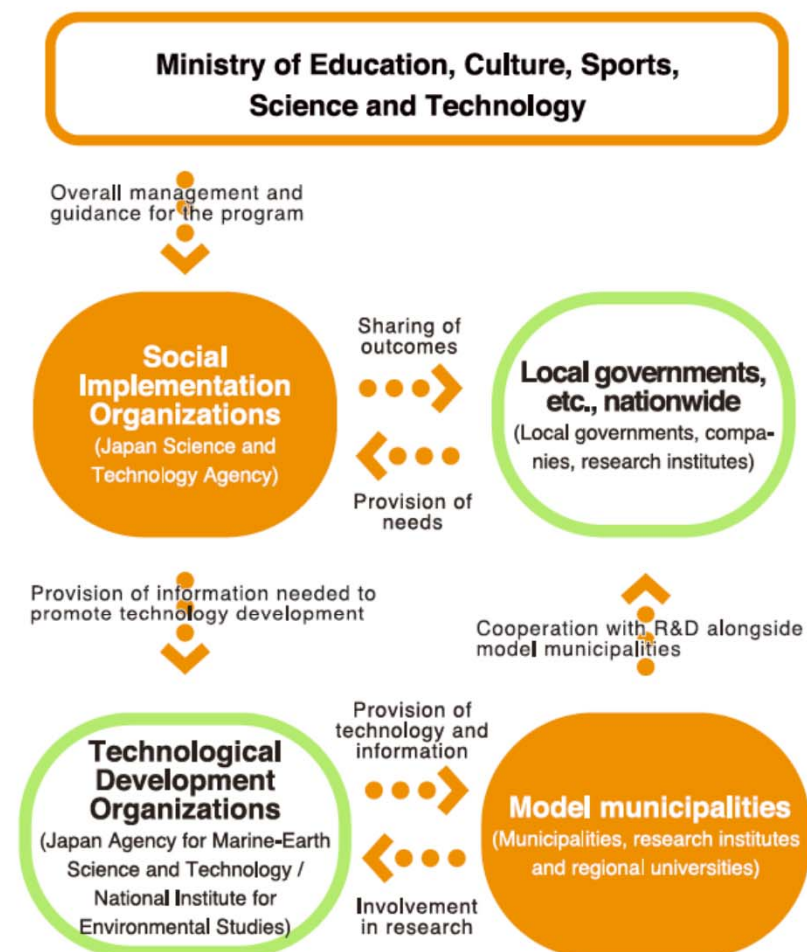 Ministry of Education, Culture, Sports,
Science and Technology
Overall management and
guidance for the program
Social
Implementation
Organizations
(Japan Science and
Technology Agency)
Sharing of
outcomes
Provision of
needs
Local governments,
etc., nationwide
(Local governments, compa-
nies, research institutes)
Provision of information needed to
promote technology development
Cooperation with R&D alongside
model municipalities
Technological
Development
Organizations
(Japan Agency for Marine-Earth
Science and Technology /
National Institute for
Environmental Studies)
Provision of
technology and
information
Involvement
in research
Model municipalities
(Municipalities, research institutes
and regional universities)